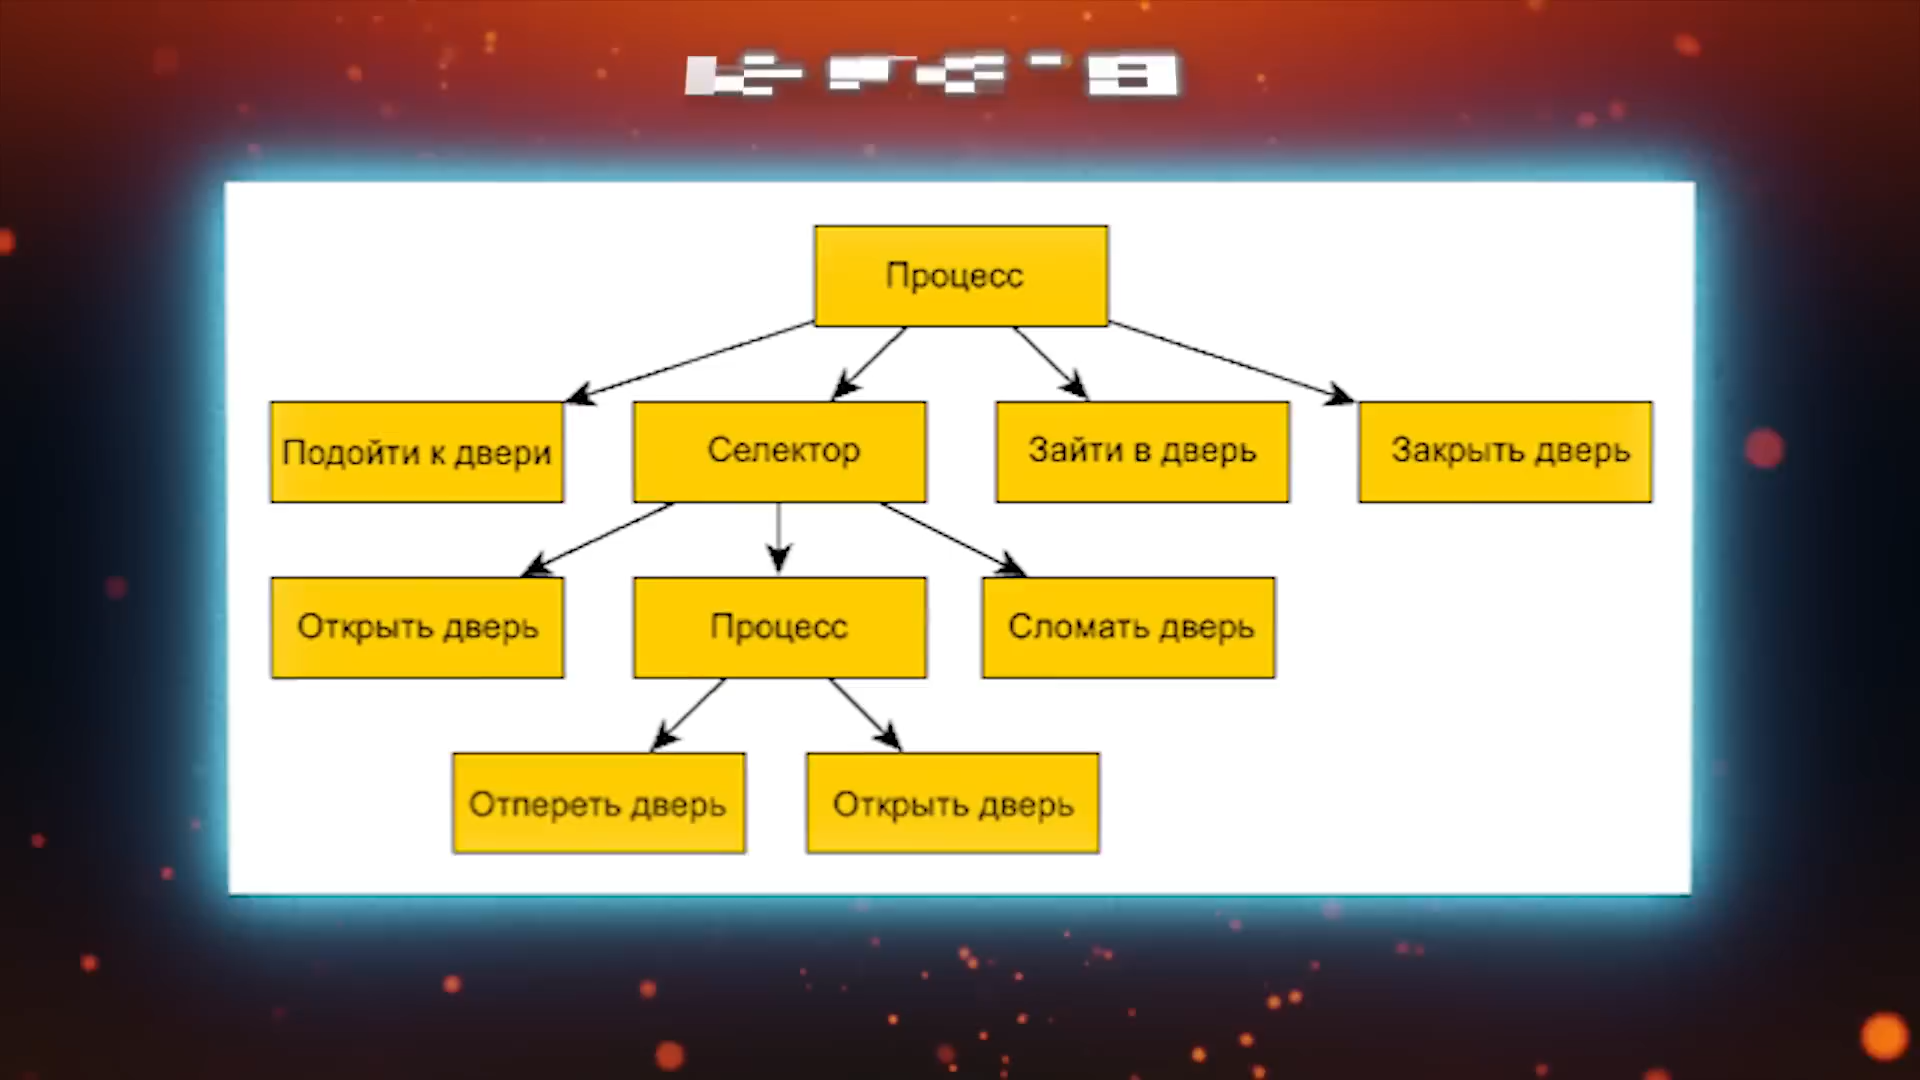 Процесс
Подойти к двери
Селектор
Зайти в дверь
Закрыть дверь
Открыть дверь
Процесс
Сломать дверь
Отпереть дверь
Открыть дверь